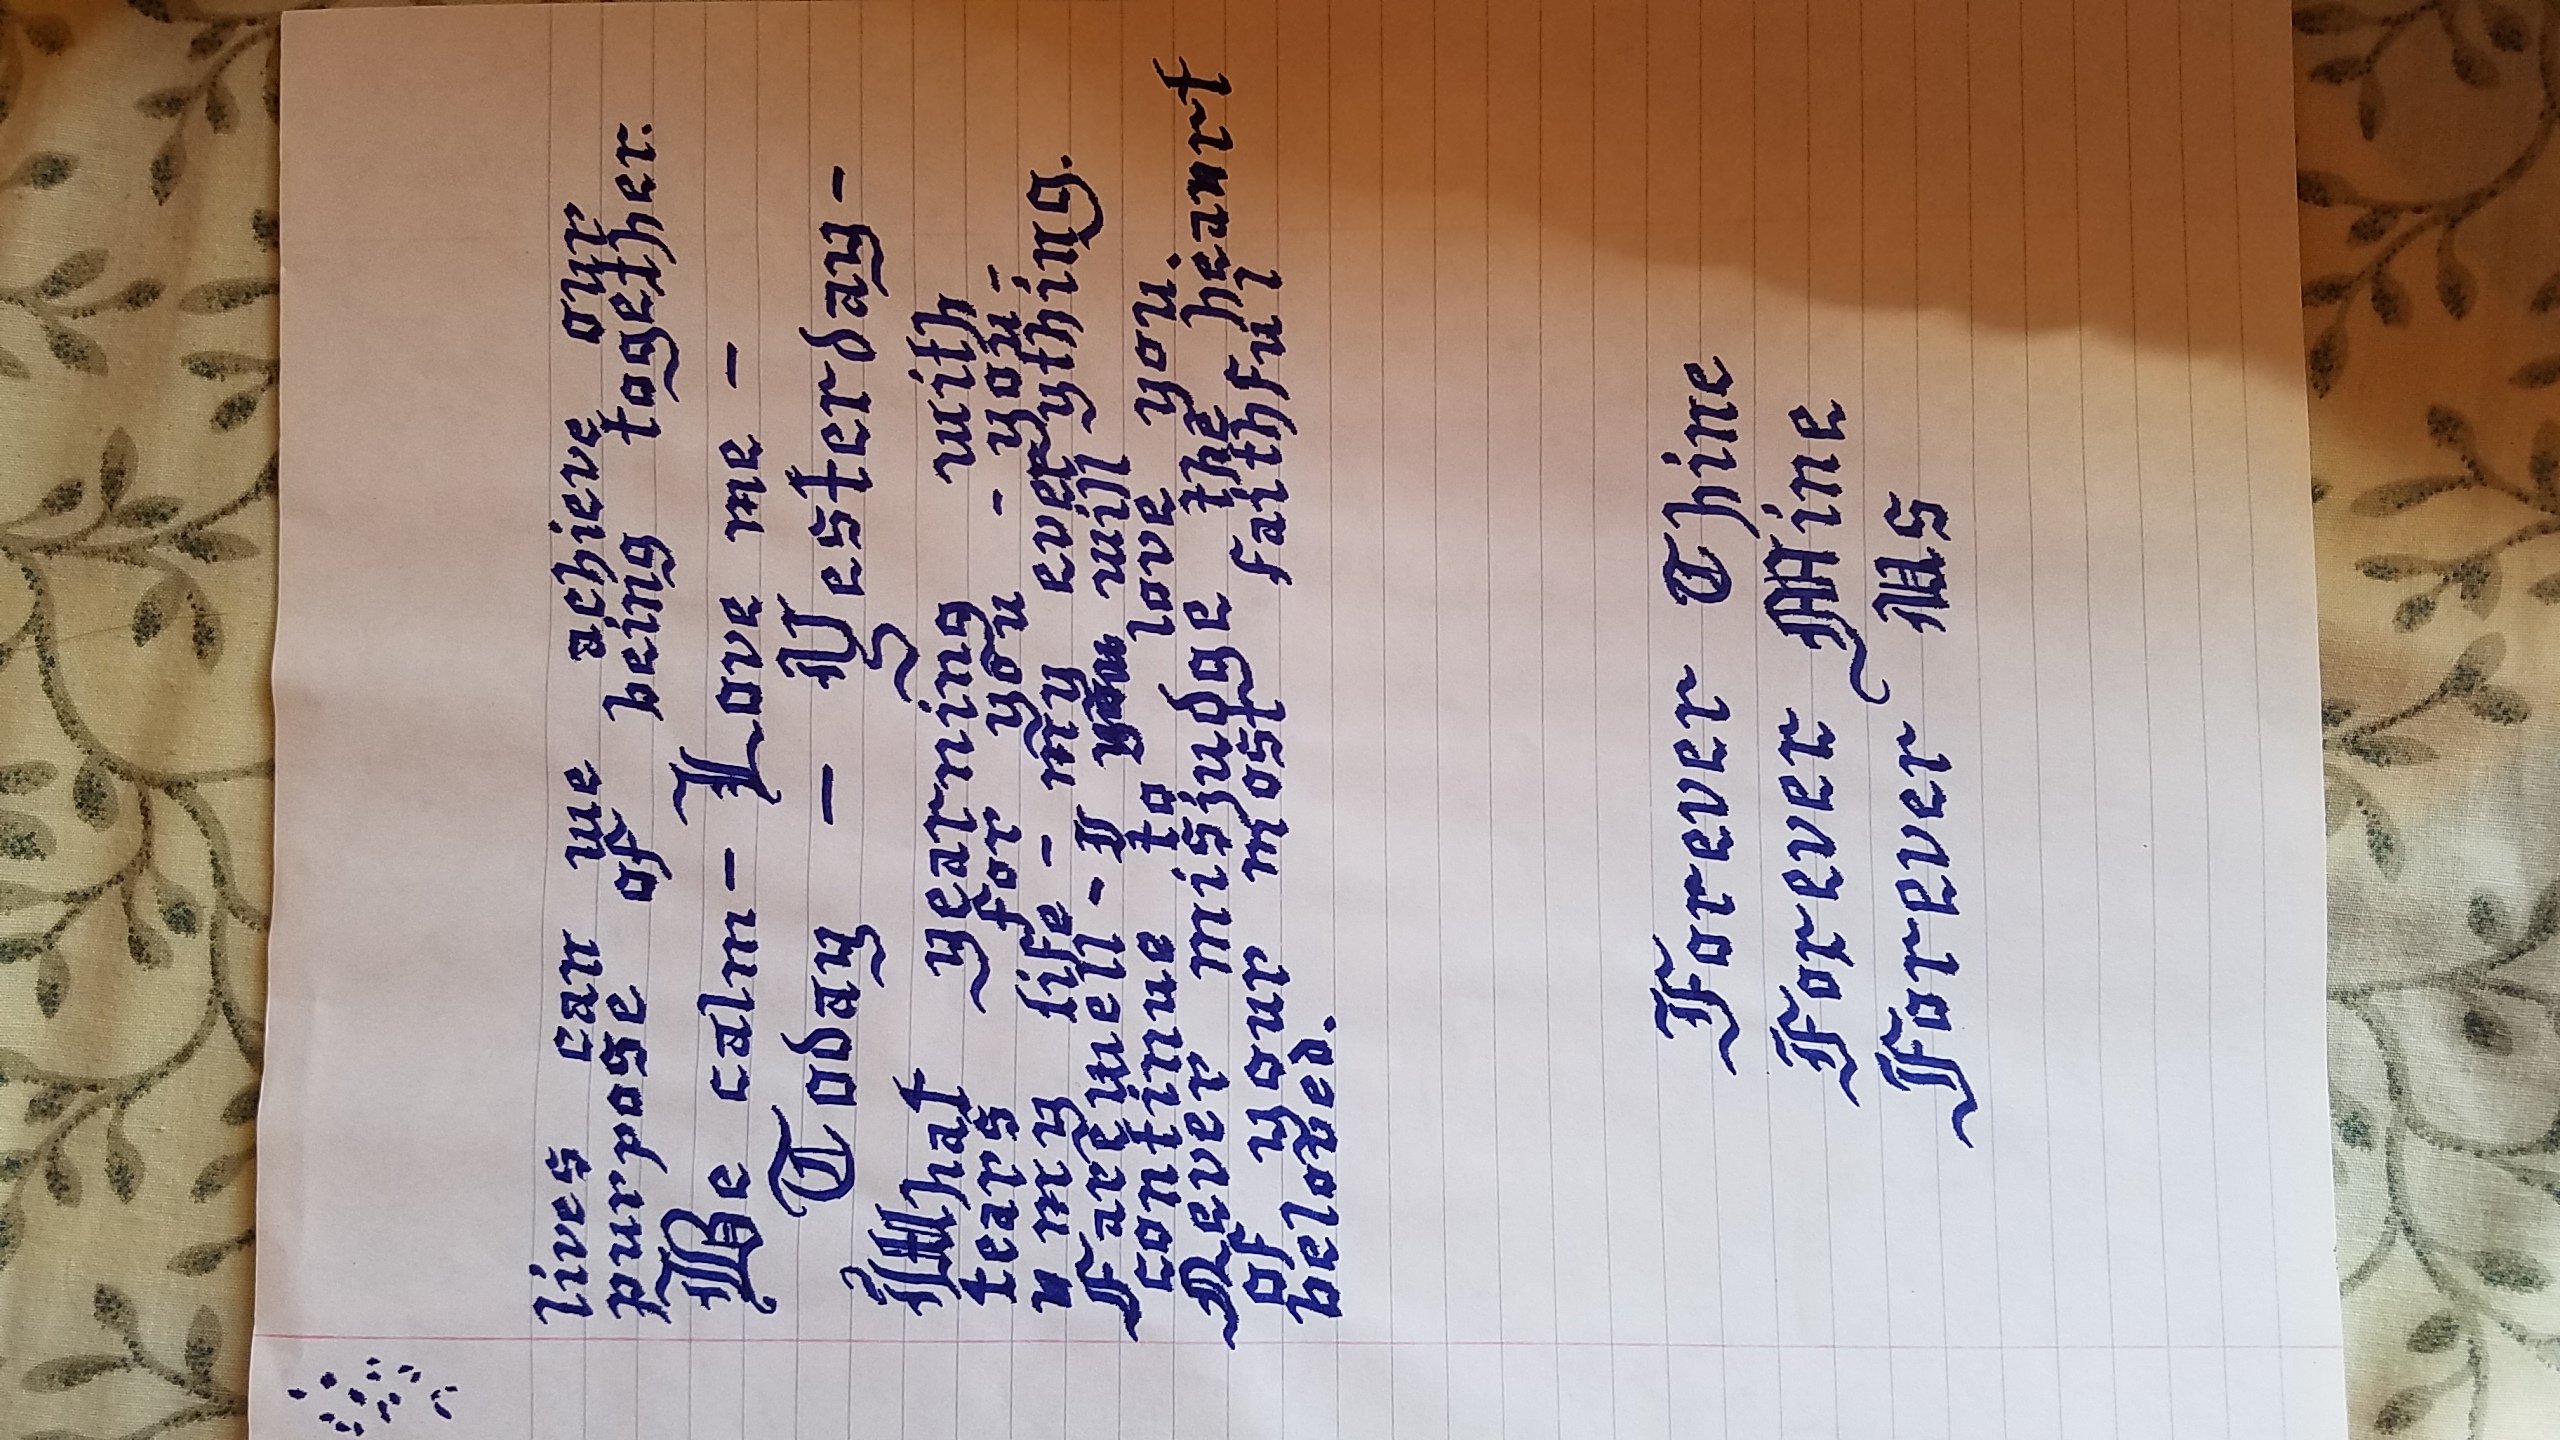 lives can we achieve our
purpose of being together.
Be calm - Love me -
Today - Yesterday -
What yearning with
tears for you - you -
my life - my everything.
Farewell - I will
continue to love you.
Never misjudge the heart
of your most faithful
beloved.
Forever Thine
Forever Mine
Forever Us